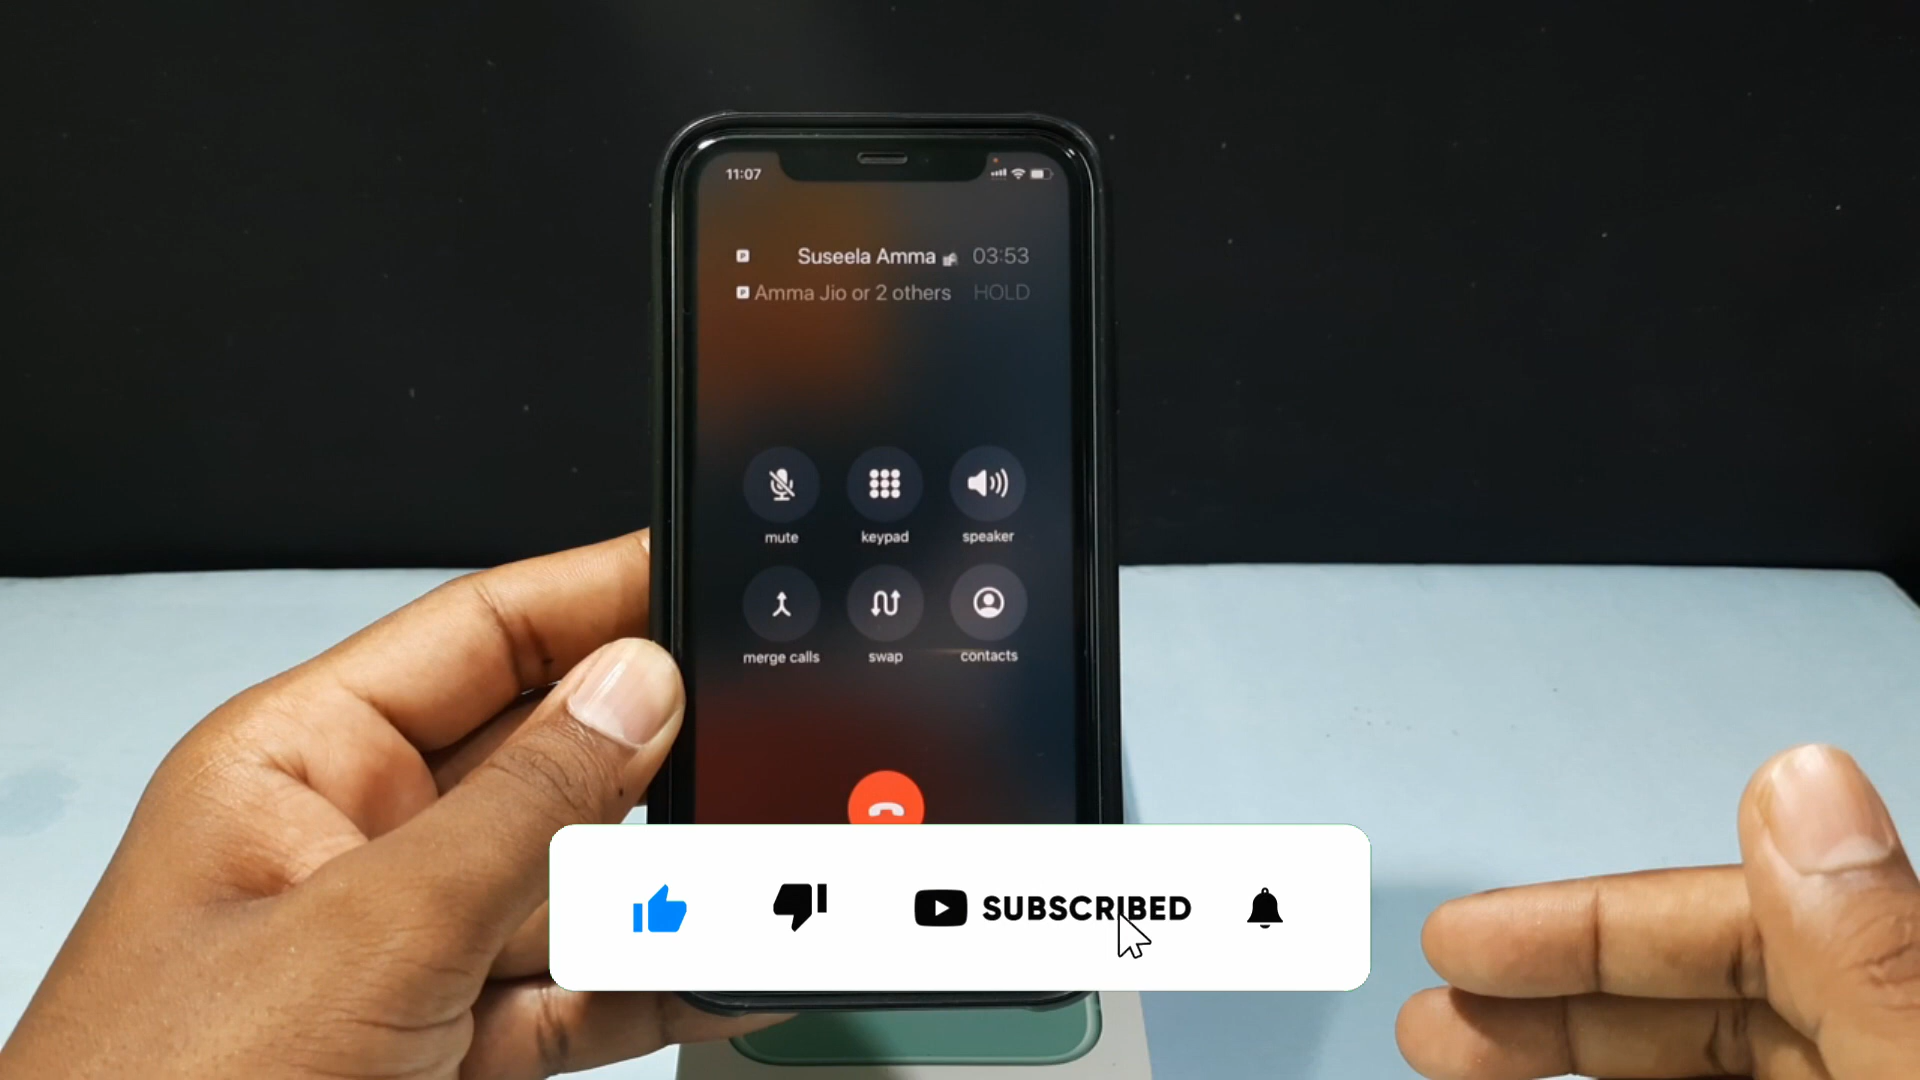 11:07
P Suseela Amma 03:53
P Amma Jio or 2 others HOLD
mute keypad speaker
merge calls swap contacts
SUBSCRIBED